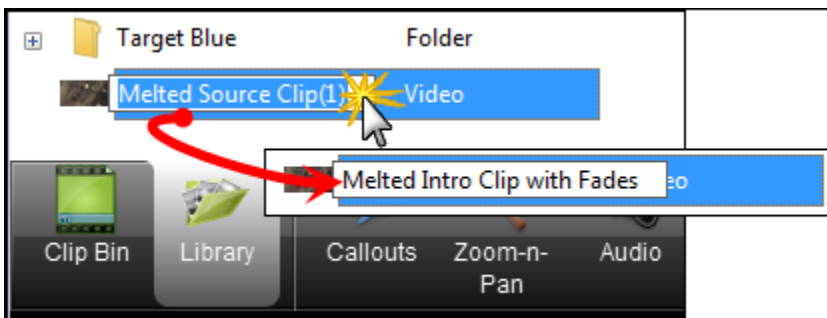 Target Blue Folder
Melted Source Clip(1) Video
Melted Intro Clip with Fades eo
Clip Bin Library Callouts Zoom-n-Pan Audio